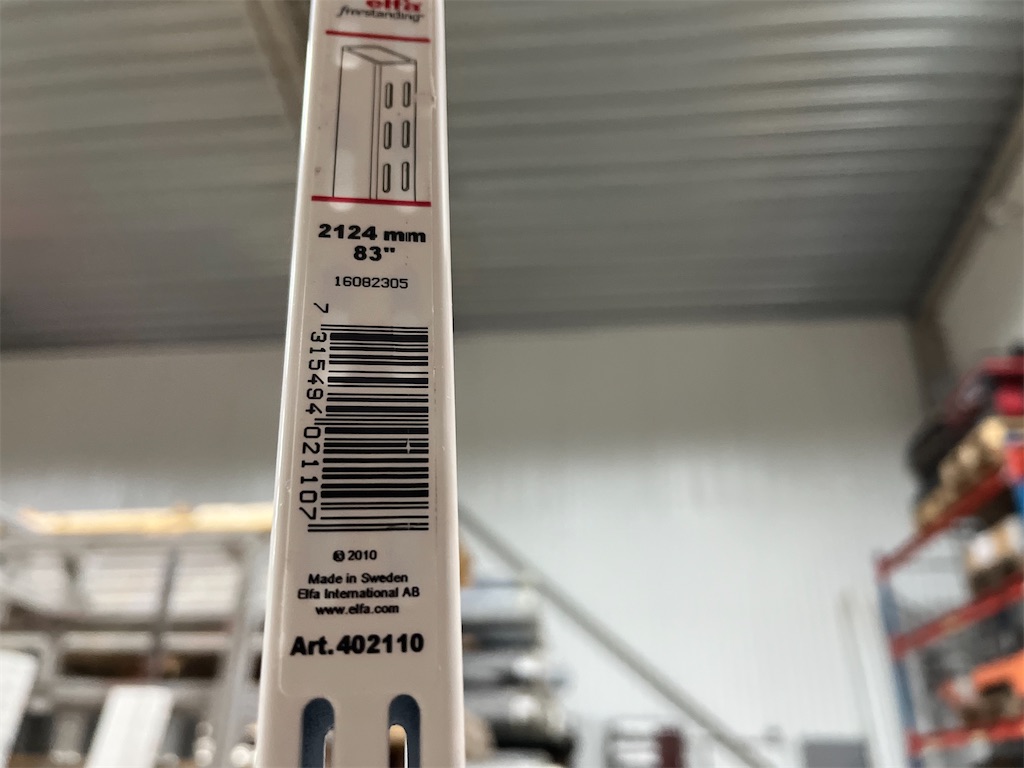 elfa
freestanding
2124 mm
83"
16082305
7 315494 021107
© 2010
Made in Sweden
Elfa International AB
www.elfa.com
Art. 402110